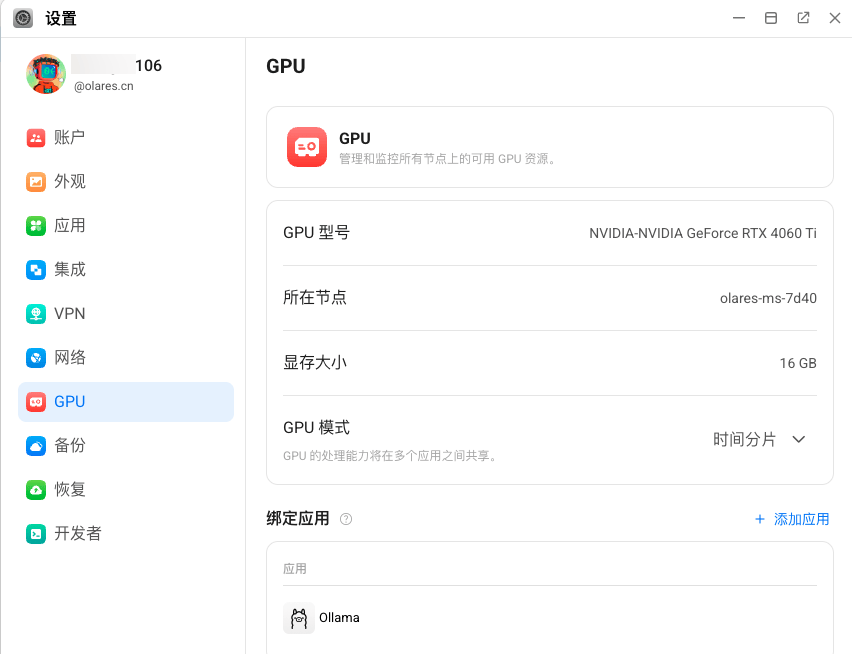 设置
106
@olares.cn
账户
外观
应用
集成
VPN
网络
GPU
备份
恢复
开发者
GPU
GPU
管理和监控所有节点上的可用 GPU 资源。
GPU 型号 NVIDIA-NVIDIA GeForce RTX 4060 Ti
所在节点 olares-ms-7d40
显存大小 16 GB
GPU 模式 时间分片
GPU 的处理能力将在多个应用之间共享。
绑定应用 + 添加应用
应用
Ollama